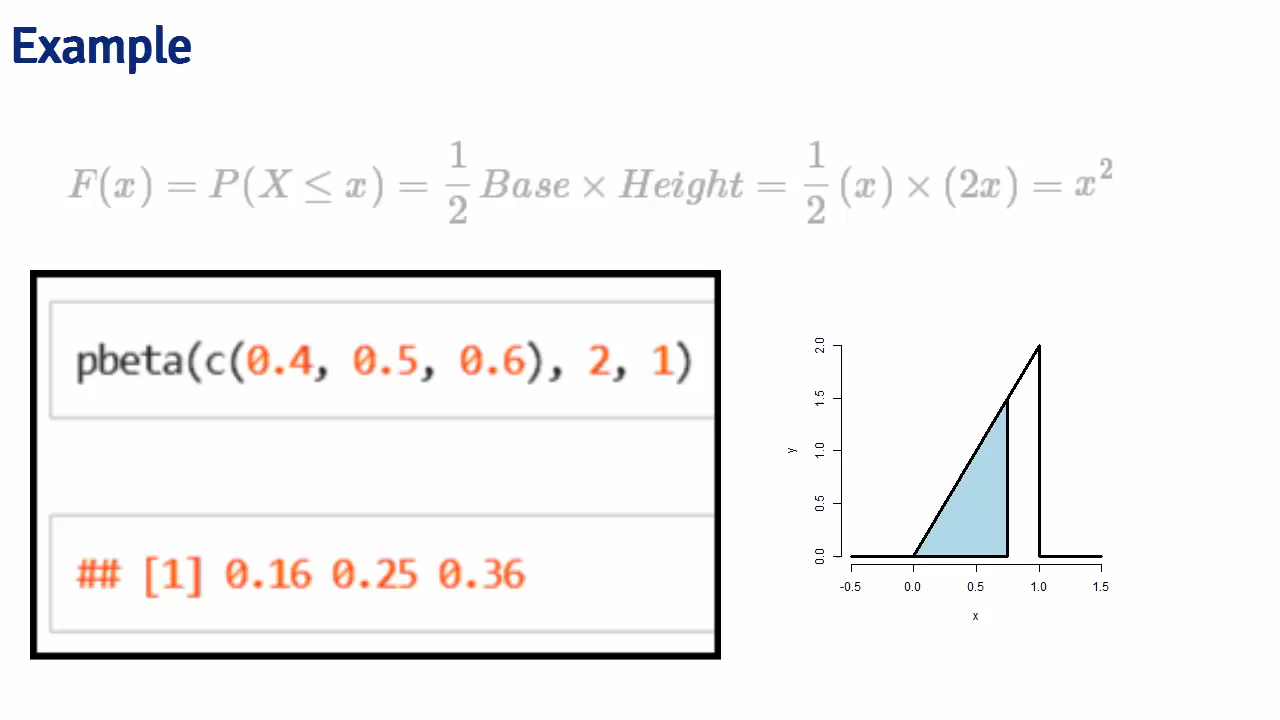 Example
F(x) = P(X ≤ x) = 1/2 Base × Height = 1/2 (x) × (2x) = x²
pbeta(c(0.4, 0.5, 0.6), 2, 1)
## [1] 0.16 0.25 0.36
2.0
1.5
1.0
0.5
0.0
y
-0.5 0.0 0.5 1.0 1.5
x